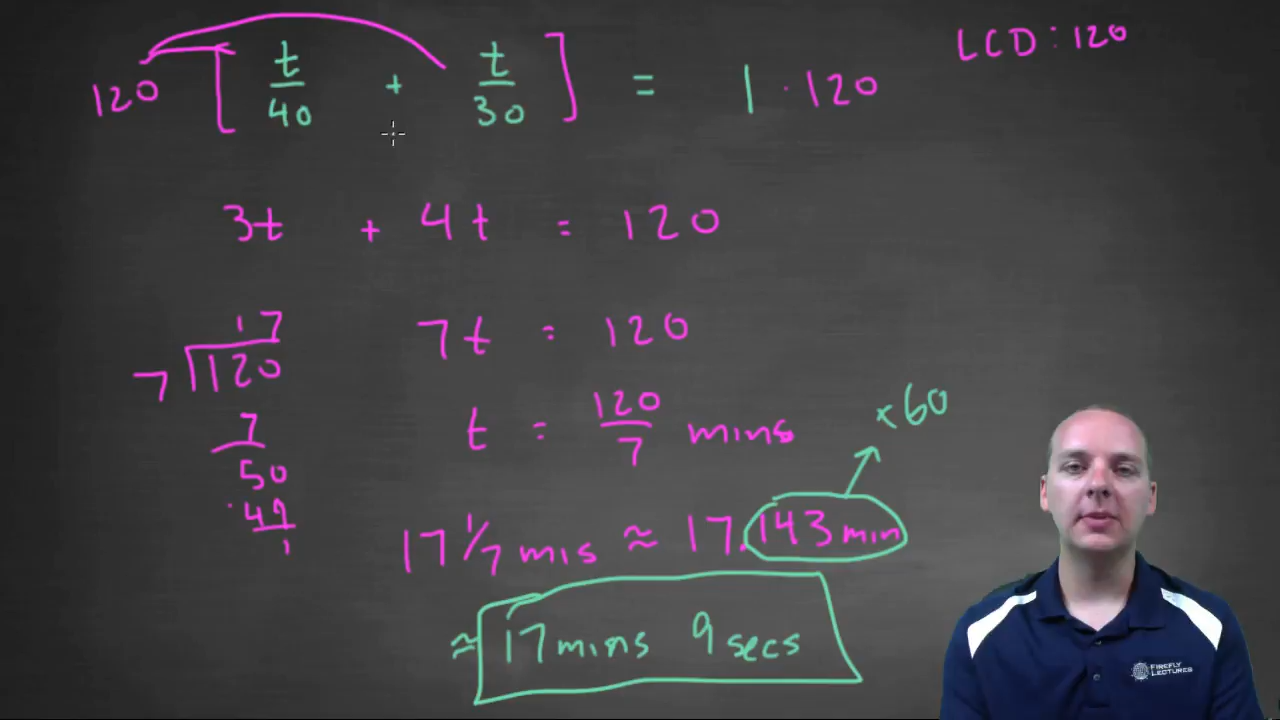 LCD: 120
120 [ t/40 + t/30 ] = 1 · 120
3t + 4t = 120
17
7 120
7
50
49
1
7t = 120
t = 120/7 mins
×60
17 1/7 mis ≈ 17.143 min
≈ 17 mins 9 secs
FIREFLY
LECTURES